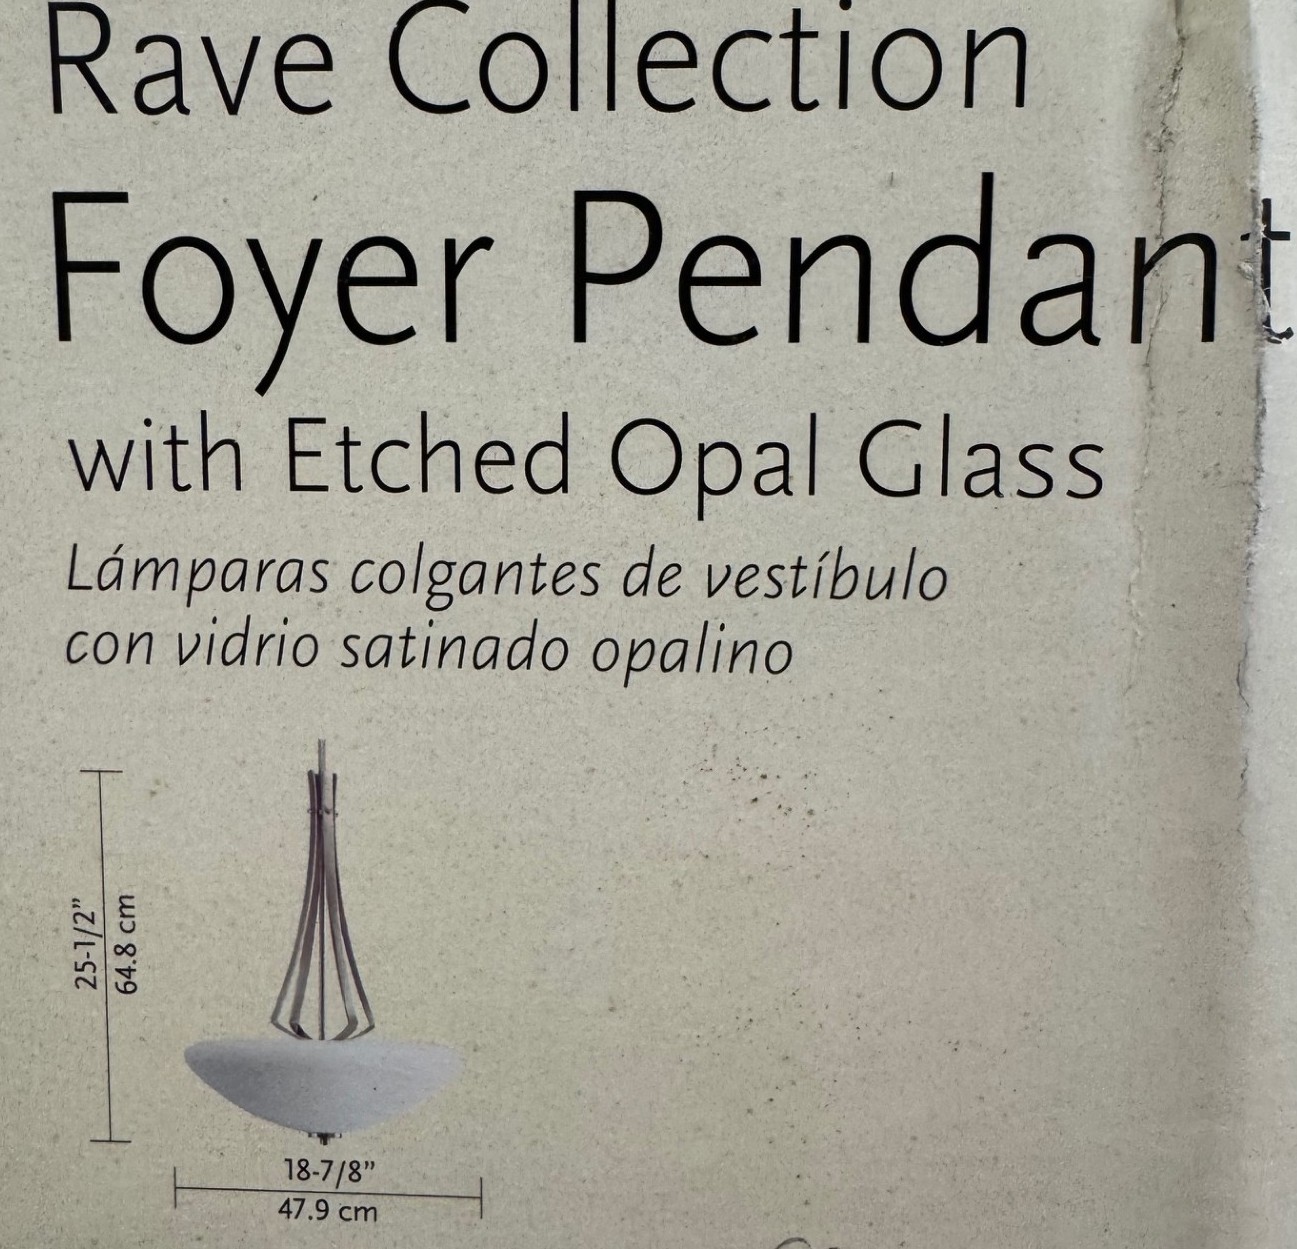 Rave Collection
Foyer Pendant
with Etched Opal Glass
Lámparas colgantes de vestíbulo
con vidrio satinado opalino
25-1/2”
64.8 cm
18-7/8”
47.9 cm